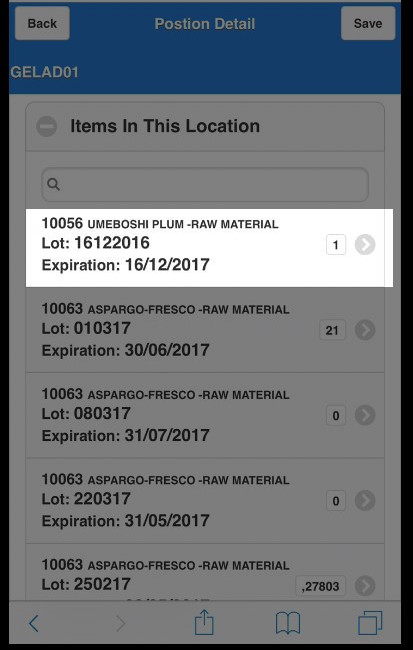 Back Postion Detail Save
GELAD01
Items In This Location
10056 UMEBOSHI PLUM -RAW MATERIAL
Lot: 16122016 1
Expiration: 16/12/2017
10063 ASPARGO-FRESCO -RAW MATERIAL
Lot: 010317 21
Expiration: 30/06/2017
10063 ASPARGO-FRESCO -RAW MATERIAL
Lot: 080317 0
Expiration: 31/07/2017
10063 ASPARGO-FRESCO -RAW MATERIAL
Lot: 220317 0
Expiration: 31/05/2017
10063 ASPARGO-FRESCO -RAW MATERIAL
Lot: 250217 ,27803